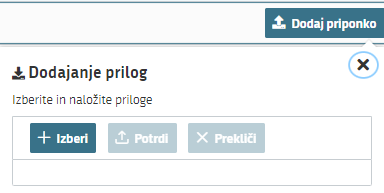 Dodaj priponko
Dodajanje prilog
Izberite in naložite priloge
Izberi
Potrdi
Prekliči